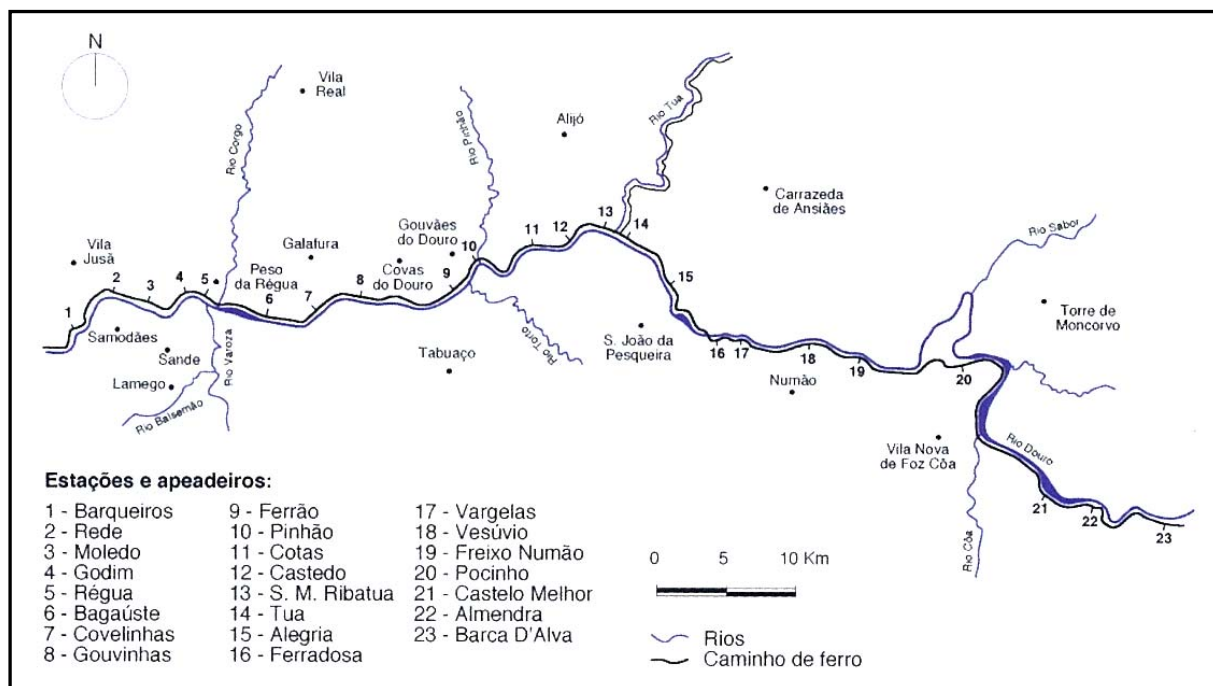 N
Vila
Real
Rio Corgo
Rio Pinhão
Alijó
Rio Tua
Carrazeda
de Ansiães
Rio Sabor
Torre de
Moncorvo
Vila
Jusã
Galafura
Gouvães
do Douro
Covas
do Douro
Peso
da Régua
1
2
3
4
5
6
7
8
9
10
11
12
13
14
15
16
17
18
19
20
21
22
23
Samodães
Sande
Lamego
Rio Balsemão
Rio Varoza
Tabuaço
Rio Torto
S. João da
Pesqueira
Numão
Vila Nova
de Foz Côa
Rio Douro
Rio Côa
Estações e apeadeiros:
1 - Barqueiros
2 - Rede
3 - Moledo
4 - Godim
5 - Régua
6 - Bagaúste
7 - Covelinhas
8 - Gouvinhas
9 - Ferrão
10 - Pinhão
11 - Cotas
12 - Castedo
13 - S. M. Ribatua
14 - Tua
15 - Alegria
16 - Ferradosa
17 - Vargelas
18 - Vesúvio
19 - Freixo Numão
20 - Pocinho
21 - Castelo Melhor
22 - Almendra
23 - Barca D'Alva
0 5 10 Km
Rios
Caminho de ferro